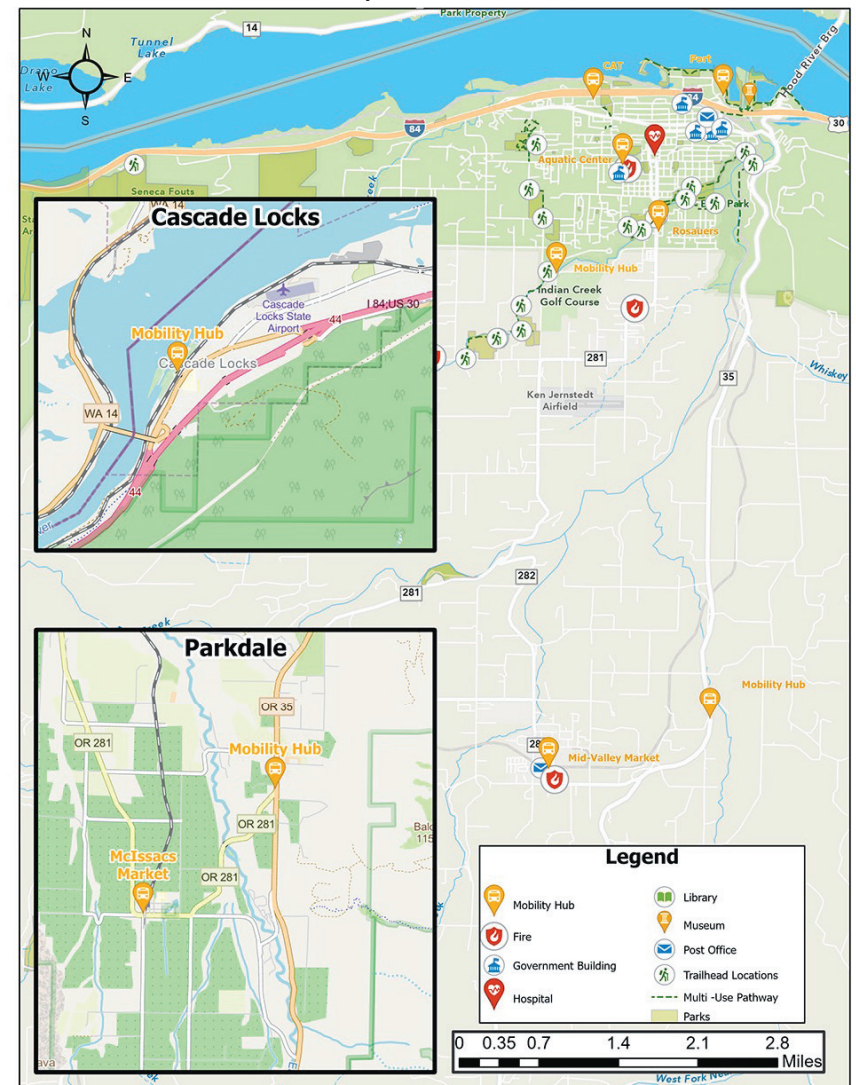 Park Property
N
W
E
S
Tunnel
Lake
14
Drano
Lake
Hood River Brg
CAT
Port
84
84
30
Aquatic Center
Seneca Fouts
Park
Rosauers
Mobility Hub
Indian Creek
Golf Course
281
Whiskey
35
Ken Jernstedt
Airfield
Cascade Locks
WA 14
Cascade
Locks State
Airport
I 84;US 30
44
Mobility Hub
Cascade Locks
WA 14
44
282
281
Parkdale
OR 35
OR 281
Mobility Hub
OR 281
McIssacs
Market
OR 281
Mobility Hub
Mid-Valley Market
Legend
Mobility Hub
Fire
Government Building
Hospital
Library
Museum
Post Office
Trailhead Locations
Multi -Use Pathway
Parks
0 0.35 0.7 1.4 2.1 2.8
Miles
West Fork